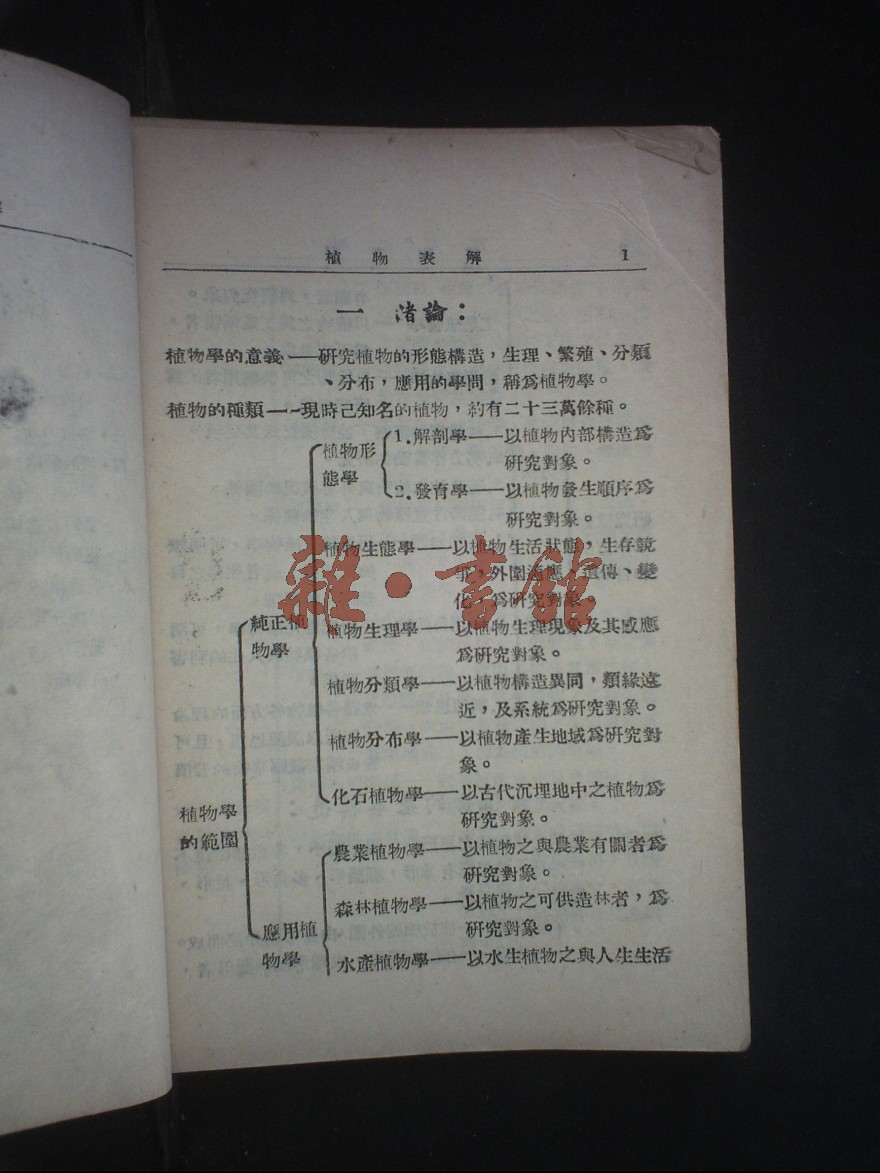 植物表解 1
一 渚論：
植物學的意義——研究植物的形態構造，生理、繁殖、分類
、分布，應用的學問，稱爲植物學。
植物的種類—~現時己知名的植物，約有二十三萬餘種。
植物學
的範圍
純正植
物學
植物形
態學
1.解剖學——以植物內部構造爲
研究對象。
2.發育學——以植物發生順序爲
研究對象。
植物生態學——以植物生活狀態，生存競
爭，外圍適應，遺傳、變
化，爲研究對象。
植物生理學——以植物生理現象及其感應
爲研究對象。
植物分類學——以植物構造異同，類緣遠
近，及系統爲研究對象。
植物分布學——以植物產生地域爲研究對
象。
化石植物學——以古代沉埋地中之植物爲
研究對象。
應用植
物學
農業植物學——以植物之與農業有關者爲
研究對象。
森林植物學——以植物之可供造林者，爲
研究對象。
水產植物學——以水生植物之與人生生活
雜·書館